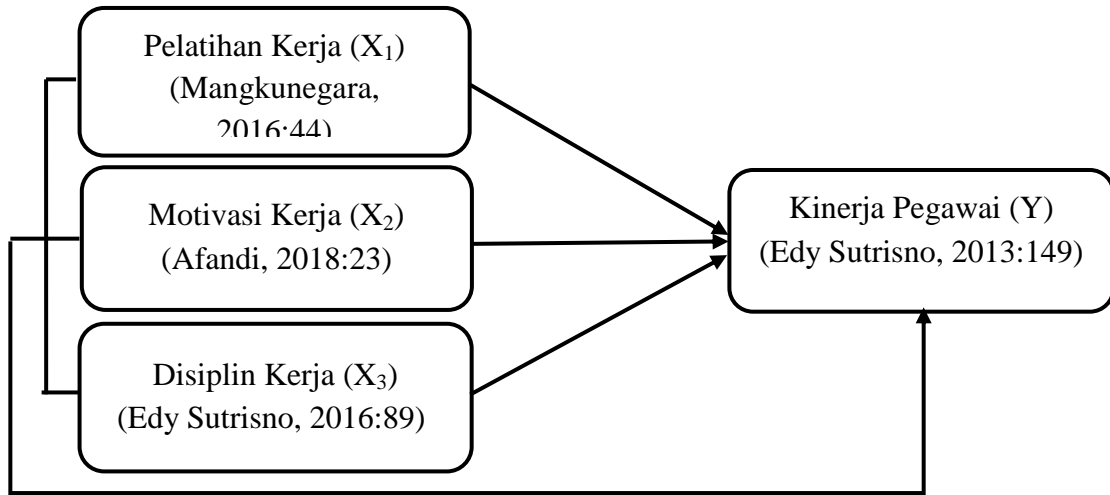 Pelatihan Kerja (X₁)
(Mangkunegara,
2016:44)
Motivasi Kerja (X₂)
(Afandi, 2018:23)
Disiplin Kerja (X₃)
(Edy Sutrisno, 2016:89)
Kinerja Pegawai (Y)
(Edy Sutrisno, 2013:149)